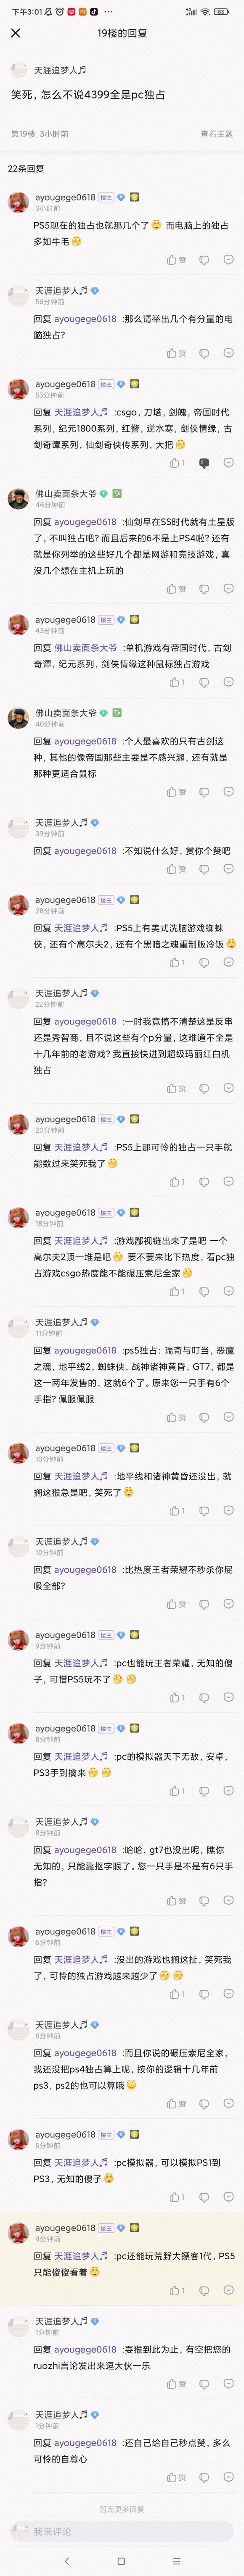 下午3:01
83
19楼的回复
天涯追梦人🎵
笑死，怎么不说4399全是pc独占
第19楼 3小时前
查看主题
22条回复
ayougege0618 楼主
3小时前
PS5现在的独占也就那几个了 而电脑上的独占
多如牛毛
赞
天涯追梦人🎵
56分钟前
回复 ayougege0618 :那么请举出几个有分量的电
脑独占?
赞
ayougege0618 楼主
53分钟前
回复 天涯追梦人🎵 :csgo，刀塔，剑魄，帝国时代
系列，纪元1800系列，红警，逆水寒，剑侠情缘，古
剑奇谭系列，仙剑奇侠传系列，大把
1
佛山卖面条大爷
46分钟前
回复 ayougege0618 :仙剑早在SS时代就有土星版
了，不叫独占吧? 而且后来的6不是上PS4啦? 还有
就是你列举的这些好几个都是网游和竞技游戏，真
没几个想在主机上玩的
赞
ayougege0618 楼主
43分钟前
回复 佛山卖面条大爷 :单机游戏有帝国时代，古剑
奇谭，纪元系列，剑侠情缘这种鼠标独占游戏
1
佛山卖面条大爷
40分钟前
回复 ayougege0618 :个人最喜欢的只有古剑这
种，其他的像帝国那些主要是不感兴趣，还有就是
那种更适合鼠标
赞
天涯追梦人🎵
39分钟前
回复 ayougege0618 :不知说什么好，赏你个赞吧
赞
ayougege0618 楼主
28分钟前
回复 天涯追梦人🎵 :PS5上有美式洗脑游戏蜘蛛
侠，还有个高尔夫2，还有个黑暗之魂重制版冷饭
1
天涯追梦人🎵
22分钟前
回复 ayougege0618 :一时我竟搞不清楚这是反串
还是秀智商，且不说这些有个p分量，这难道不全是
十几年前的老游戏? 我直接快进到超级玛丽红白机
独占
赞
ayougege0618 楼主
20分钟前
回复 天涯追梦人🎵 :PS5上那可怜的独占一只手就
能数过来笑死我了
1
ayougege0618 楼主
18分钟前
回复 天涯追梦人🎵 :游戏鄙视链出来了是吧 一个
高尔夫2顶一堆是吧 要不要来比下热度，看pc独
占游戏csgo热度能不能碾压索尼全家
1
天涯追梦人🎵
11分钟前
回复 ayougege0618 :ps5独占: 瑞奇与叮当，恶魔
之魂，地平线2，蜘蛛侠，战神诸神黄昏，GT7，都是
这一两年发售的，这就6个了。原来您一只手有6个
手指? 佩服佩服
赞
ayougege0618 楼主
10分钟前
回复 天涯追梦人🎵 :地平线和诸神黄昏还没出，就
搁这猴急是吧，笑死了
1
天涯追梦人🎵
10分钟前
回复 ayougege0618 :比热度王者荣耀不秒杀你屁
吸全部?
赞
ayougege0618 楼主
9分钟前
回复 天涯追梦人🎵 :pc也能玩王者荣耀，无知的傻
子，可惜PS5玩不了
1
ayougege0618 楼主
8分钟前
回复 天涯追梦人🎵 :pc的模拟器天下无敌，安卓，
PS3手到擒来
1
天涯追梦人🎵
8分钟前
回复 ayougege0618 :哈哈，gt7也没出呢，瞧你
无知的，只能靠抠字眼了。您一只手是不是有6只手
指?
赞
ayougege0618 楼主
6分钟前
回复 天涯追梦人🎵 :没出的游戏也搁这扯，笑死我
了，可怜的独占游戏越来越少了
1
天涯追梦人🎵
6分钟前
回复 ayougege0618 :而且你说的碾压索尼全家，
我还没把ps4独占算上呢，按你的逻辑十几年前
ps3，ps2的也可以算哦
赞
ayougege0618 楼主
5分钟前
回复 天涯追梦人🎵 :pc模拟器，可以模拟PS1到
PS3，无知的傻子
1
ayougege0618 楼主
4分钟前
回复 天涯追梦人🎵 :pc还能玩荒野大镖客1代，PS5
只能傻傻看着
1
天涯追梦人🎵
1分钟前
回复 ayougege0618 :耍猴到此为止，有空把您的
ruozhi言论发出来逗大伙一乐
赞
天涯追梦人🎵
1分钟前
回复 ayougege0618 :还自己给自己秒点赞，多么
可怜的自尊心
赞
暂无更多回复
我来评论